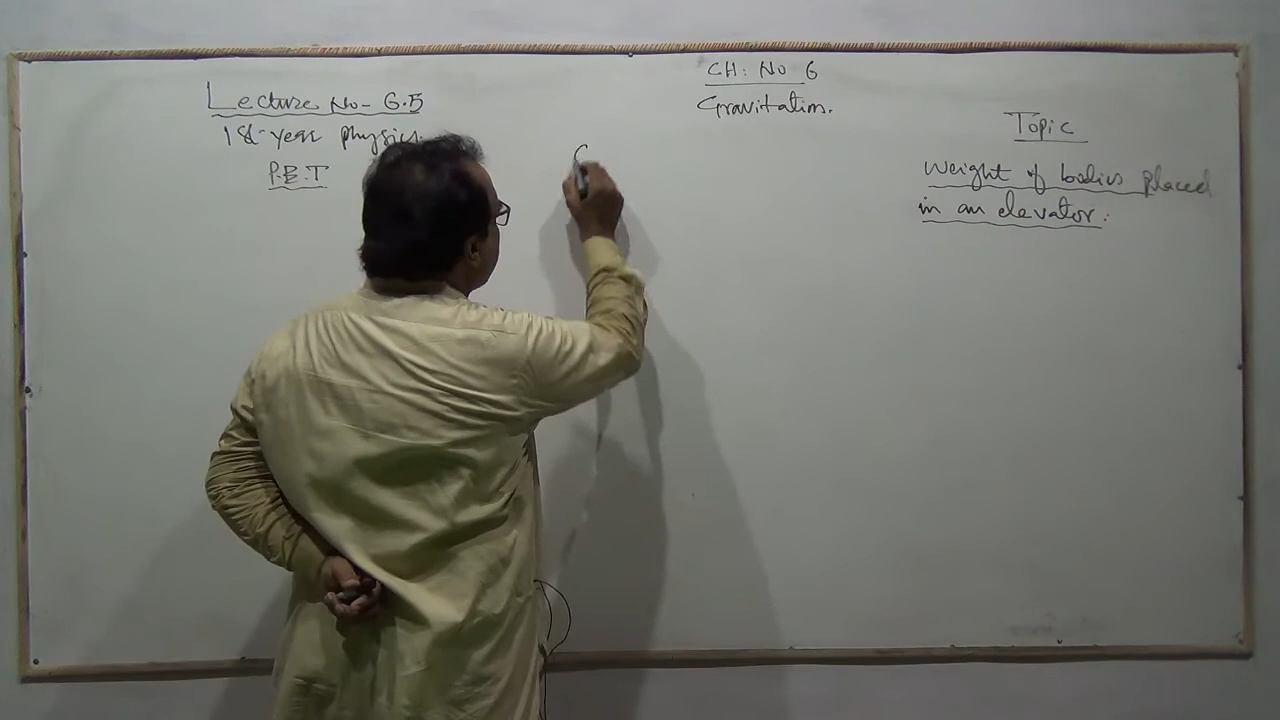 Lecture No- 6.5
1st-year physics.
P.B.T
CH: No 6
Gravitation.
Topic
Weight of bodies placed
in an elevator.